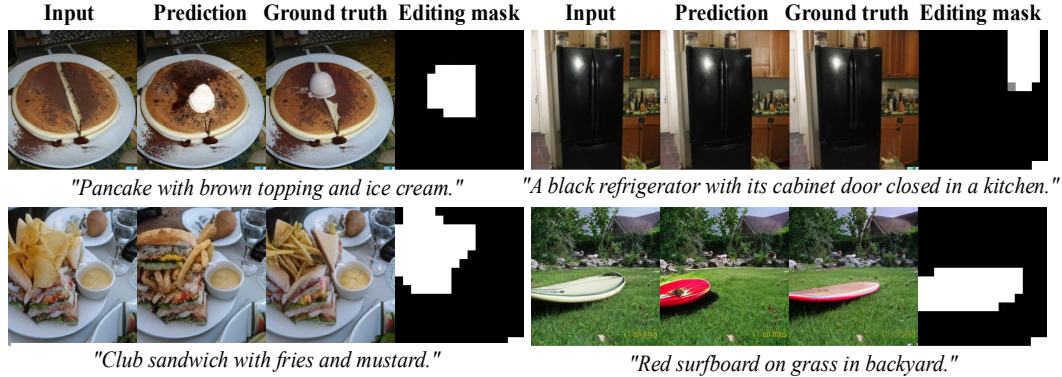 Input Prediction Ground truth Editing mask Input Prediction Ground truth Editing mask
"Pancake with brown topping and ice cream." "A black refrigerator with its cabinet door closed in a kitchen."
"Club sandwich with fries and mustard." "Red surfboard on grass in backyard."